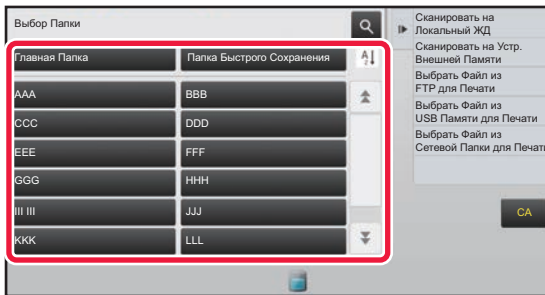 Выбор Папки
Главная Папка
Папка Быстрого Сохранения
AAA
BBB
CCC
DDD
EEE
FFF
GGG
HHH
III III
JJJ
KKK
LLL
Сканировать на
Локальный ЖД
Сканировать на Устр.
Внешней Памяти
Выбрать Файл из
FTP для Печати
Выбрать Файл из
USB Памяти для Печати
Выбрать Файл из
Сетевой Папки для Печати
CA